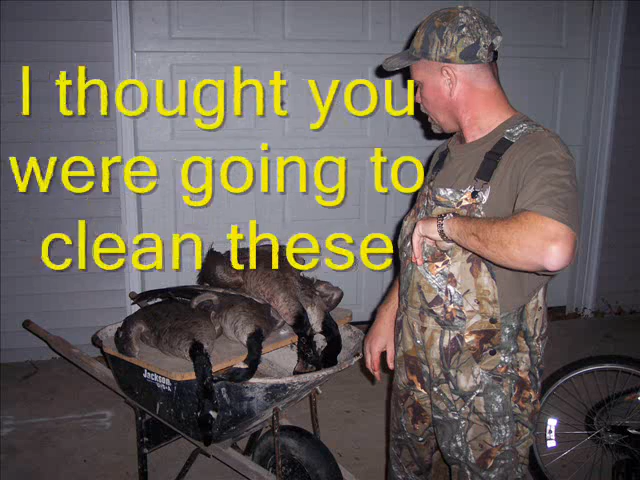 I thought you
were going to
clean these
Jackson